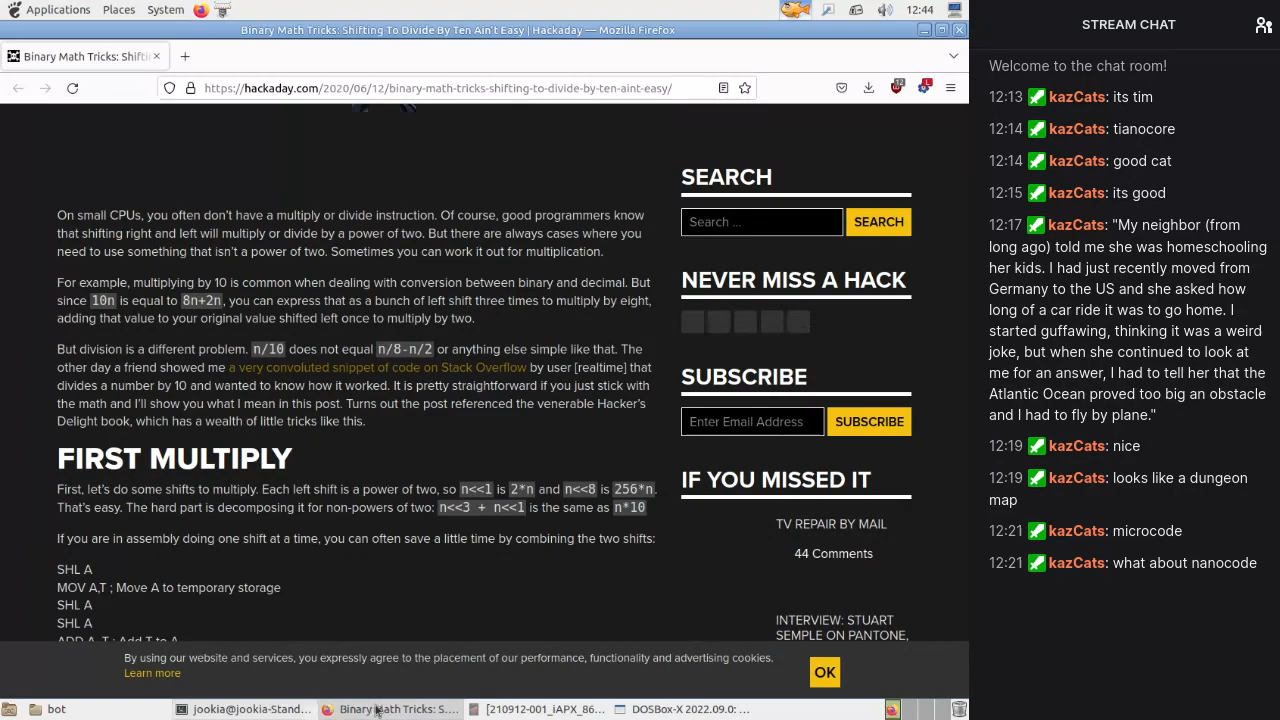 Applications Places System 12:44
Binary Math Tricks: Shifting To Divide By Ten Ain't Easy | Hackaday — Mozilla Firefox
Binary Math Tricks: Shifti
https://hackaday.com/2020/06/12/binary-math-tricks-shifting-to-divide-by-ten-aint-easy/
12
On small CPUs, you often don't have a multiply or divide instruction. Of course, good programmers know
that shifting right and left will multiply or divide by a power of two. But there are always cases where you
need to use something that isn't a power of two. Sometimes you can work it out for multiplication.
For example, multiplying by 10 is common when dealing with conversion between binary and decimal. But
since 10n is equal to 8n+2n, you can express that as a bunch of left shift three times to multiply by eight,
adding that value to your original value shifted left once to multiply by two.
But division is a different problem. n/10 does not equal n/8-n/2 or anything else simple like that. The
other day a friend showed me a very convoluted snippet of code on Stack Overflow by user [realtime] that
divides a number by 10 and wanted to know how it worked. It is pretty straightforward if you just stick with
the math and I'll show you what I mean in this post. Turns out the post referenced the venerable Hacker's
Delight book, which has a wealth of little tricks like this.
FIRST MULTIPLY
First, let's do some shifts to multiply. Each left shift is a power of two, so n<<1 is 2*n and n<<8 is 256*n.
That's easy. The hard part is decomposing it for non-powers of two: n<<3 + n<<1 is the same as n*10
If you are in assembly doing one shift at a time, you can often save a little time by combining the two shifts:
SHL A
MOV A,T ; Move A to temporary storage
SHL A
SHL A
ADD A, T ; Add T to A
SEARCH
Search ... SEARCH
NEVER MISS A HACK
SUBSCRIBE
Enter Email Address SUBSCRIBE
IF YOU MISSED IT
TV REPAIR BY MAIL
44 Comments
INTERVIEW: STUART
SEMPLE ON PANTONE,
By using our website and services, you expressly agree to the placement of our performance, functionality and advertising cookies.
Learn more
OK
bot jookia@jookia-Stand... Binary Math Tricks: S.... [210912-001_iAPX_86... DOSBox-X 2022.09.0: ...
STREAM CHAT
Welcome to the chat room!
12:13 kazCats: its tim
12:14 kazCats: tianocore
12:14 kazCats: good cat
12:15 kazCats: its good
12:17 kazCats: "My neighbor (from
long ago) told me she was homeschooling
her kids. I had just recently moved from
Germany to the US and she asked how
long of a car ride it was to go home. I
started guffawing, thinking it was a weird
joke, but when she continued to look at
me for an answer, I had to tell her that the
Atlantic Ocean proved too big an obstacle
and I had to fly by plane."
12:19 kazCats: nice
12:19 kazCats: looks like a dungeon
map
12:21 kazCats: microcode
12:21 kazCats: what about nanocode